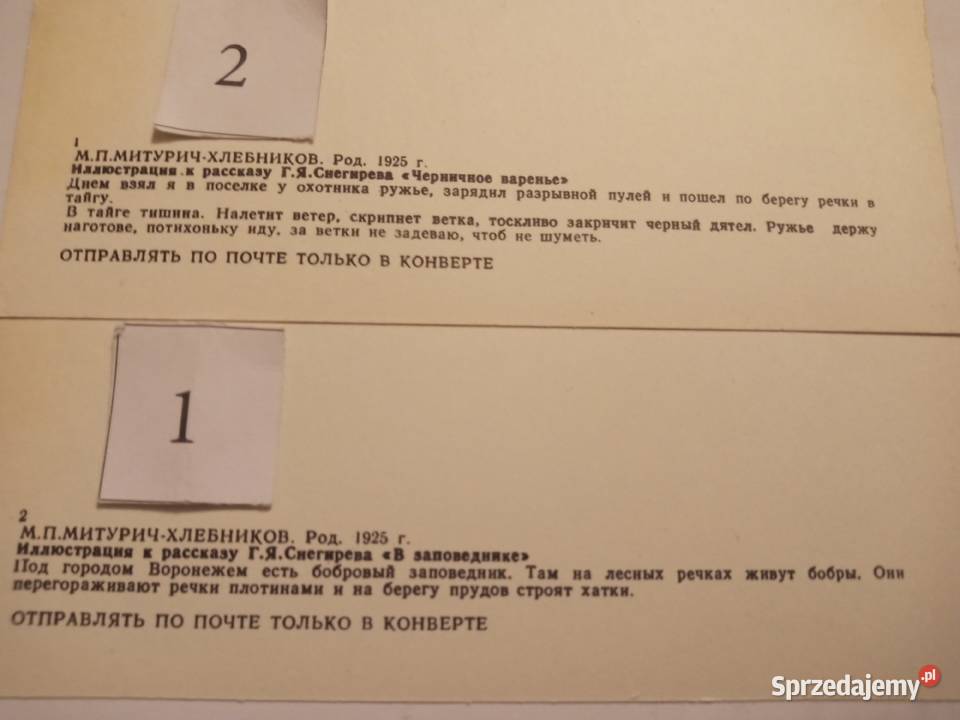 2
1
М.П.МИТУРИЧ-ХЛЕБНИКОВ. Род. 1925 г.
Иллюстрация к рассказу Г.Я.Снегирева «Черничное варенье»
Днем взял я в поселке у охотника ружье, зарядил разрывной пулей и пошел по берегу речки в
тайгу.
В тайге тишина. Налетит ветер, скрипнет ветка, тоскливо закричит черный дятел. Ружье держу
наготове, потихоньку иду. за ветки не задеваю, чтоб не шуметь.
ОТПРАВЛЯТЬ ПО ПОЧТЕ ТОЛЬКО В КОНВЕРТЕ
1
2
М.П.МИТУРИЧ-ХЛЕБНИКОВ. Род. 1925 г.
Иллюстрация к рассказу Г.Я.Снегирева «В заповеднике»
Под городом Воронежем есть бобровый заповедник. Там на лесных речках живут бобры. Они
перегораживают речки плотинами и на берегу прудов строят хатки.
ОТПРАВЛЯТЬ ПО ПОЧТЕ ТОЛЬКО В КОНВЕРТЕ
Sprzedajemy.pl